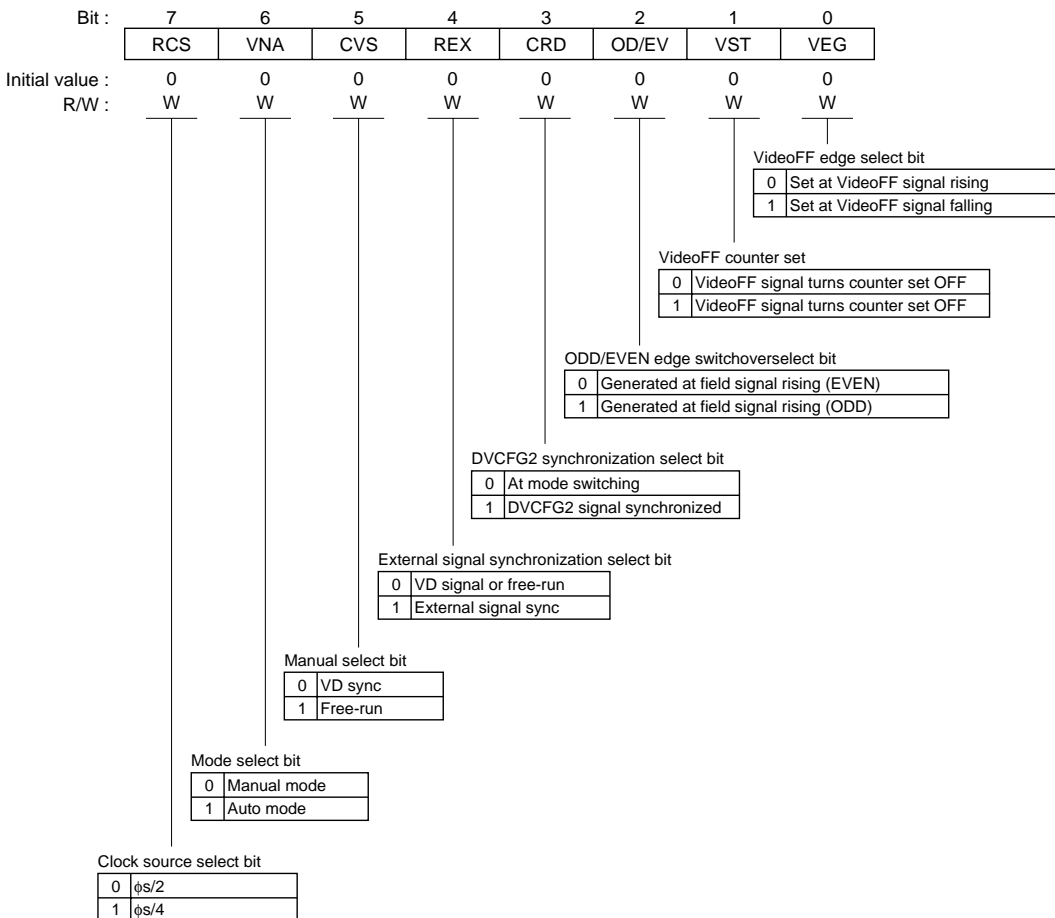 Bit : 7 6 5 4 3 2 1 0
RCS VNA CVS REX CRD OD/EV VST VEG
Initial value : 0 0 0 0 0 0 0 0
R/W : W W W W W W W W
VideoFF edge select bit
0 Set at VideoFF signal rising
1 Set at VideoFF signal falling
VideoFF counter set
0 VideoFF signal turns counter set OFF
1 VideoFF signal turns counter set OFF
ODD/EVEN edge switchoverselect bit
0 Generated at field signal rising (EVEN)
1 Generated at field signal rising (ODD)
DVCFG2 synchronization select bit
0 At mode switching
1 DVCFG2 signal synchronized
External signal synchronization select bit
0 VD signal or free-run
1 External signal sync
Manual select bit
0 VD sync
1 Free-run
Mode select bit
0 Manual mode
1 Auto mode
Clock source select bit
0 ϕs/2
1 ϕs/4